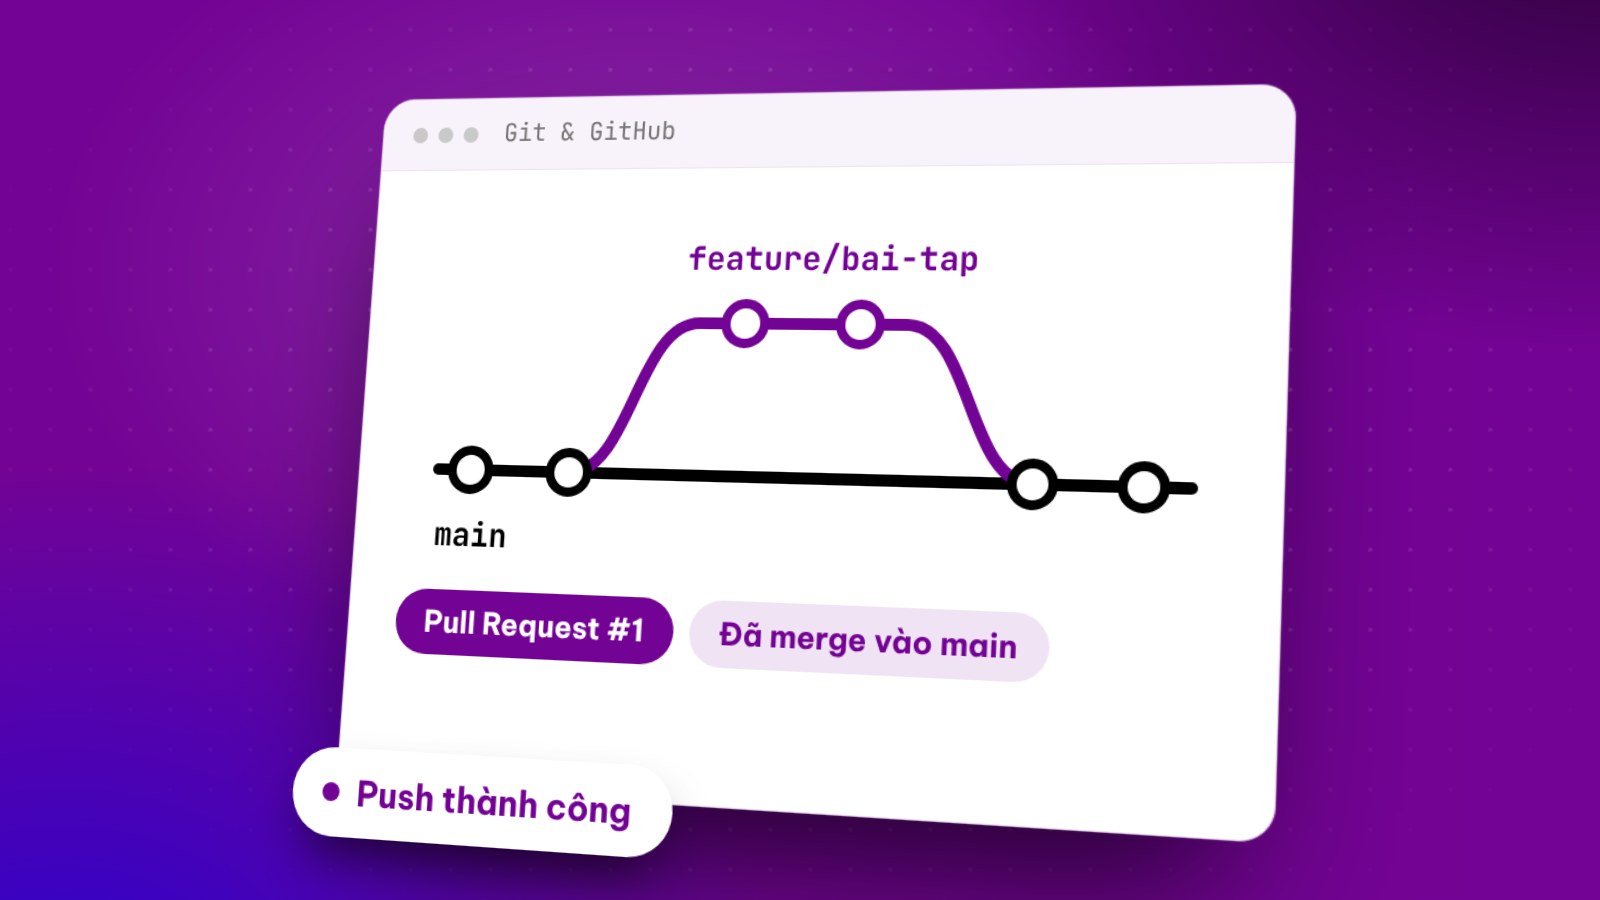 Git & GitHub
feature/bai-tap
main
Pull Request #1
Đã merge vào main
Push thành công